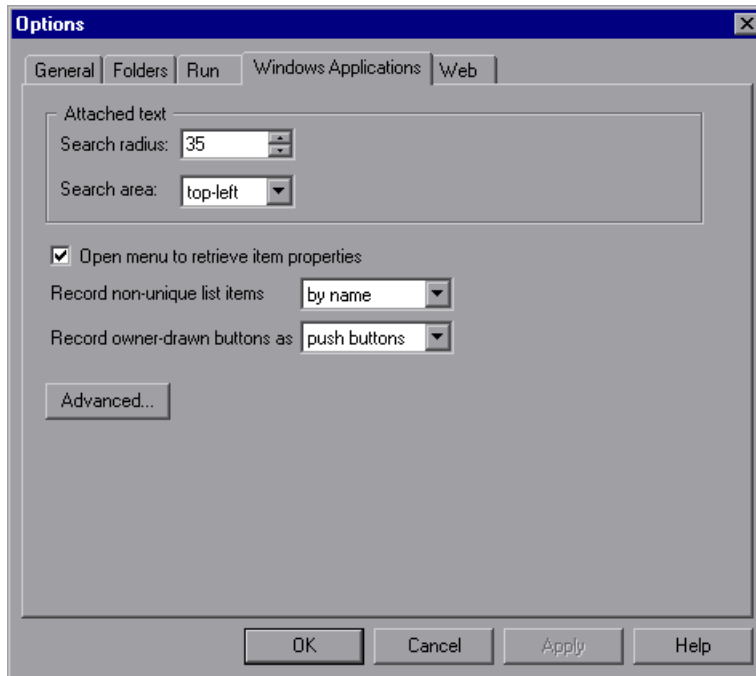 Options
General Folders Run Windows Applications Web
Attached text
Search radius: 35
Search area: top-left
Open menu to retrieve item properties
Record non-unique list items by name
Record owner-drawn buttons as push buttons
Advanced...
OK Cancel Apply Help